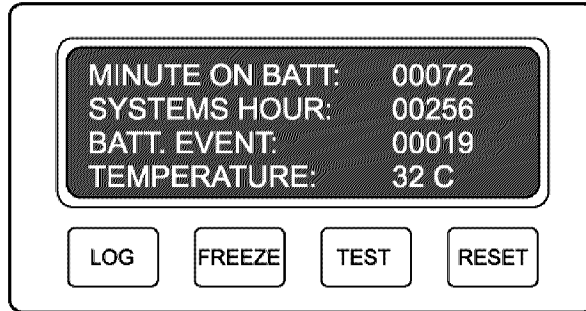 MINUTE ON BATT: 00072
SYSTEMS HOUR: 00256
BATT. EVENT: 00019
TEMPERATURE: 32 C
LOG FREEZE TEST RESET